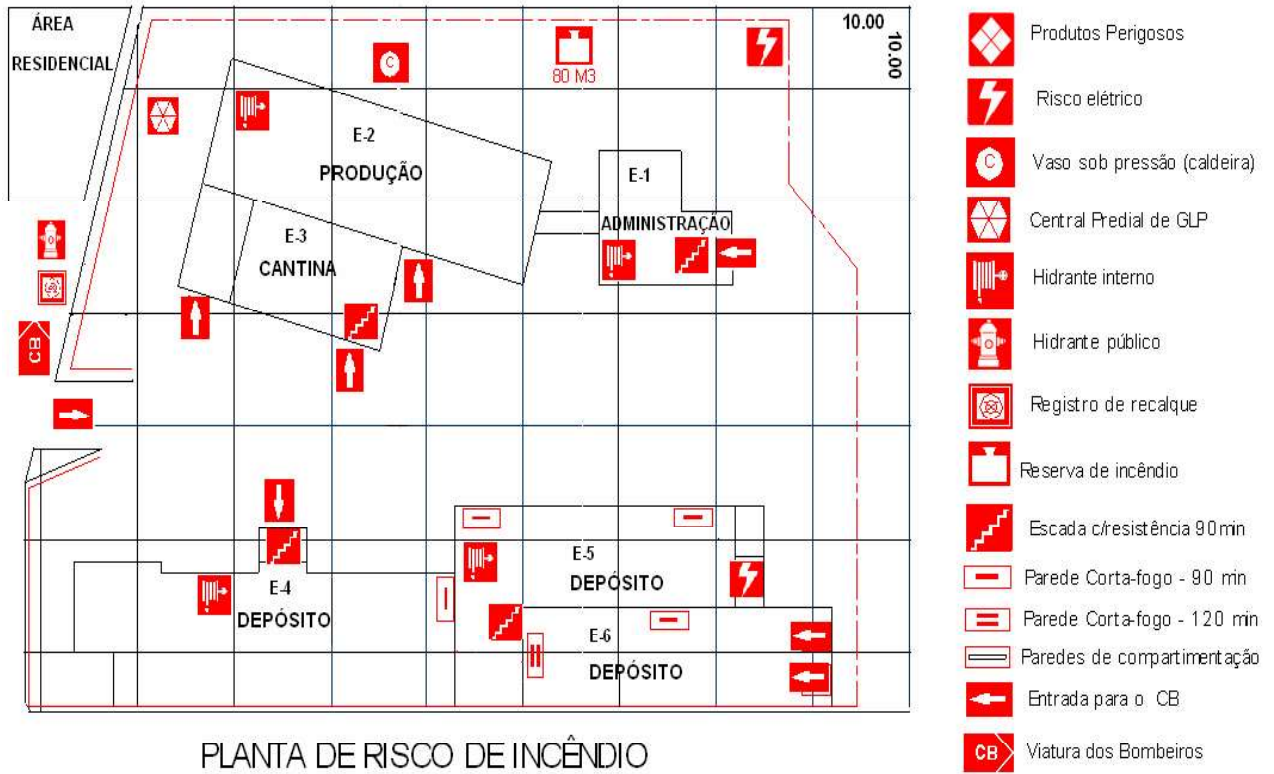 ÁREA
RESIDENCIAL
10.00
10.00
C
80 M3
E-2
PRODUÇÃO
E-1
ADMINISTRAÇÃO
E-3
CANTINA
CB
E-4
DEPÓSITO
E-5
DEPÓSITO
E-6
DEPÓSITO
PLANTA DE RISCO DE INCÊNDIO
Produtos Perigosos
Risco elétrico
C
Vaso sob pressão (caldeira)
Central Predial de GLP
Hidrante interno
Hidrante público
Registro de recalque
Reserva de incêndio
Escada c/resistência 90min
Parede Corta-fogo - 90 min
Parede Corta-fogo - 120 min
Paredes de compartimentação
Entrada para o CB
CB
Viatura dos Bombeiros